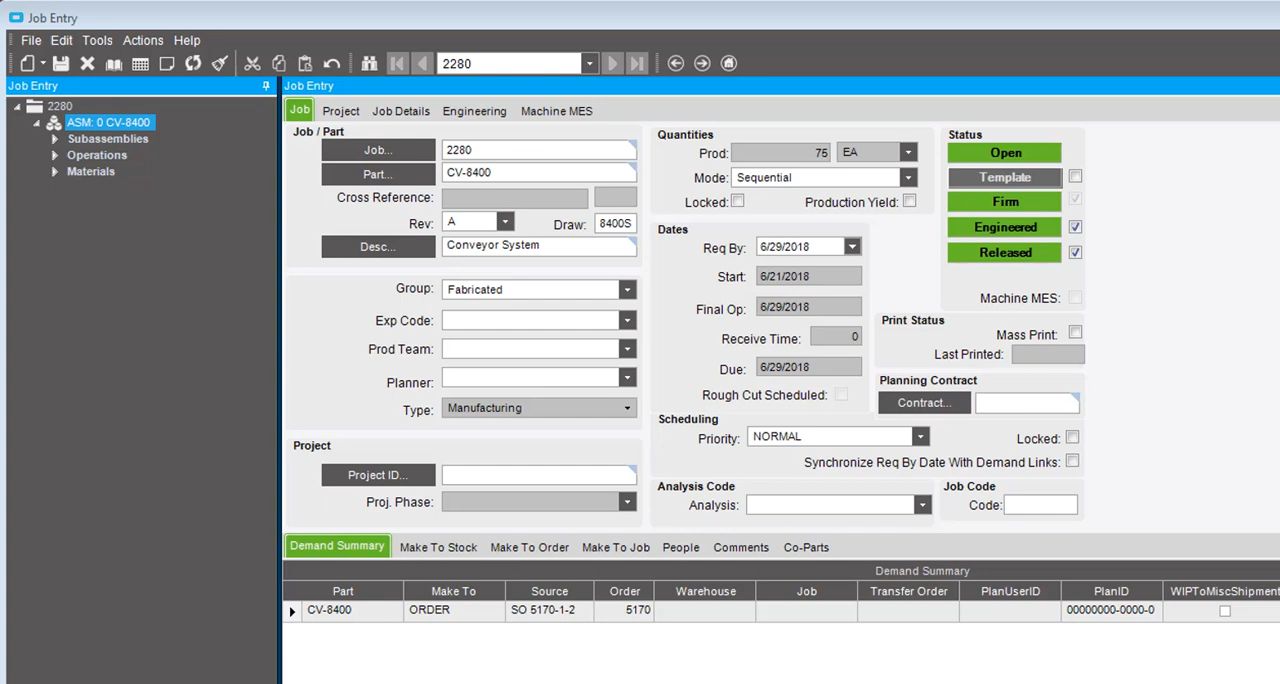 Job Entry
File Edit Tools Actions Help
2280
Job Entry
2280
ASM: 0 CV-8400
Subassemblies
Operations
Materials
Job Entry
Job Project Job Details Engineering Machine MES
Job / Part
Job... 2280
Part... CV-8400
Cross Reference:
Rev: A Draw: 8400S
Desc... Conveyor System
Group: Fabricated
Exp Code:
Prod Team:
Planner:
Type: Manufacturing
Project
Project ID...
Proj. Phase:
Quantities
Prod: 75 EA
Mode: Sequential
Locked: Production Yield:
Dates
Req By: 6/29/2018
Start: 6/21/2018
Final Op: 6/29/2018
Receive Time: 0
Due: 6/29/2018
Rough Cut Scheduled:
Status
Open
Template
Firm
Engineered
Released
Machine MES:
Print Status
Mass Print:
Last Printed:
Planning Contract
Contract...
Scheduling
Priority: NORMAL Locked:
Synchronize Req By Date With Demand Links:
Analysis Code
Analysis:
Job Code
Code:
Demand Summary Make To Stock Make To Order Make To Job People Comments Co-Parts
Demand Summary
Part Make To Source Order Warehouse Job Transfer Order PlanUserID PlanID WIPToMiscShipment
CV-8400 ORDER SO 5170-1-2 5170 00000000-0000-0